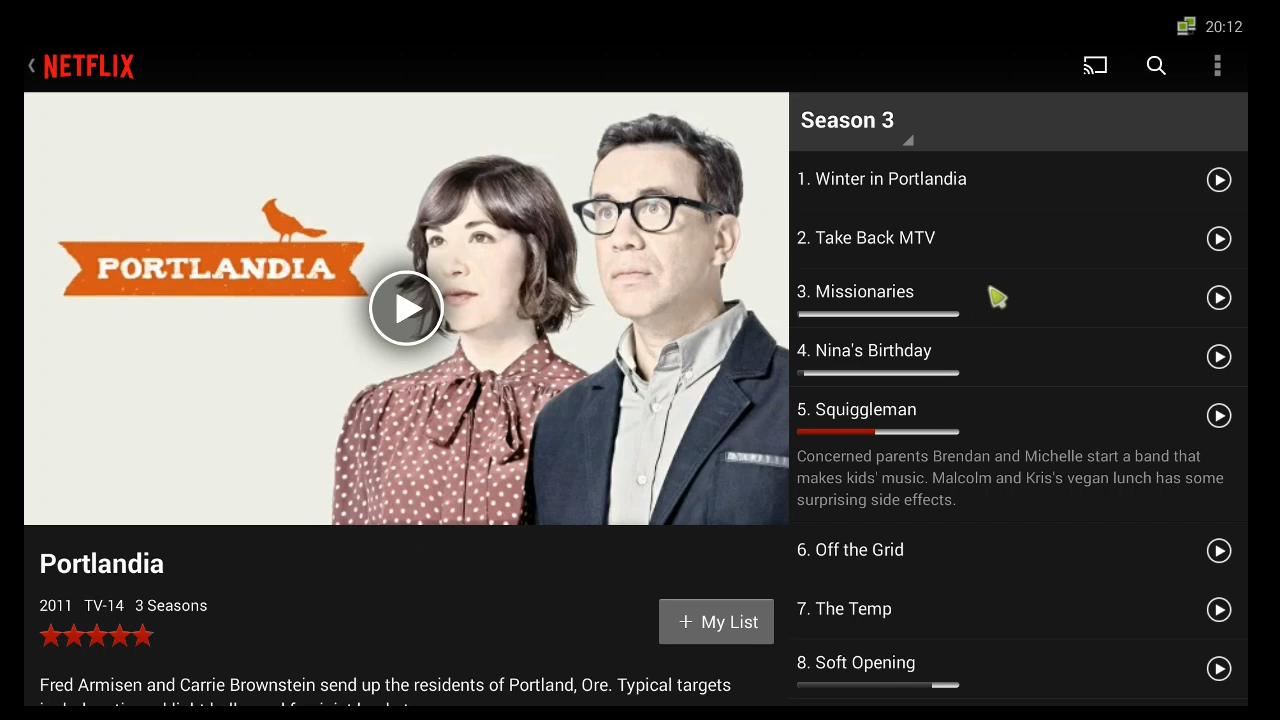 20:12
NETFLIX
PORTLANDIA
Portlandia
2011 TV-14 3 Seasons
+ My List
Fred Armisen and Carrie Brownstein send up the residents of Portland, Ore. Typical targets
Season 3
1. Winter in Portlandia
2. Take Back MTV
3. Missionaries
4. Nina's Birthday
5. Squiggleman
Concerned parents Brendan and Michelle start a band that
makes kids' music. Malcolm and Kris's vegan lunch has some
surprising side effects.
6. Off the Grid
7. The Temp
8. Soft Opening